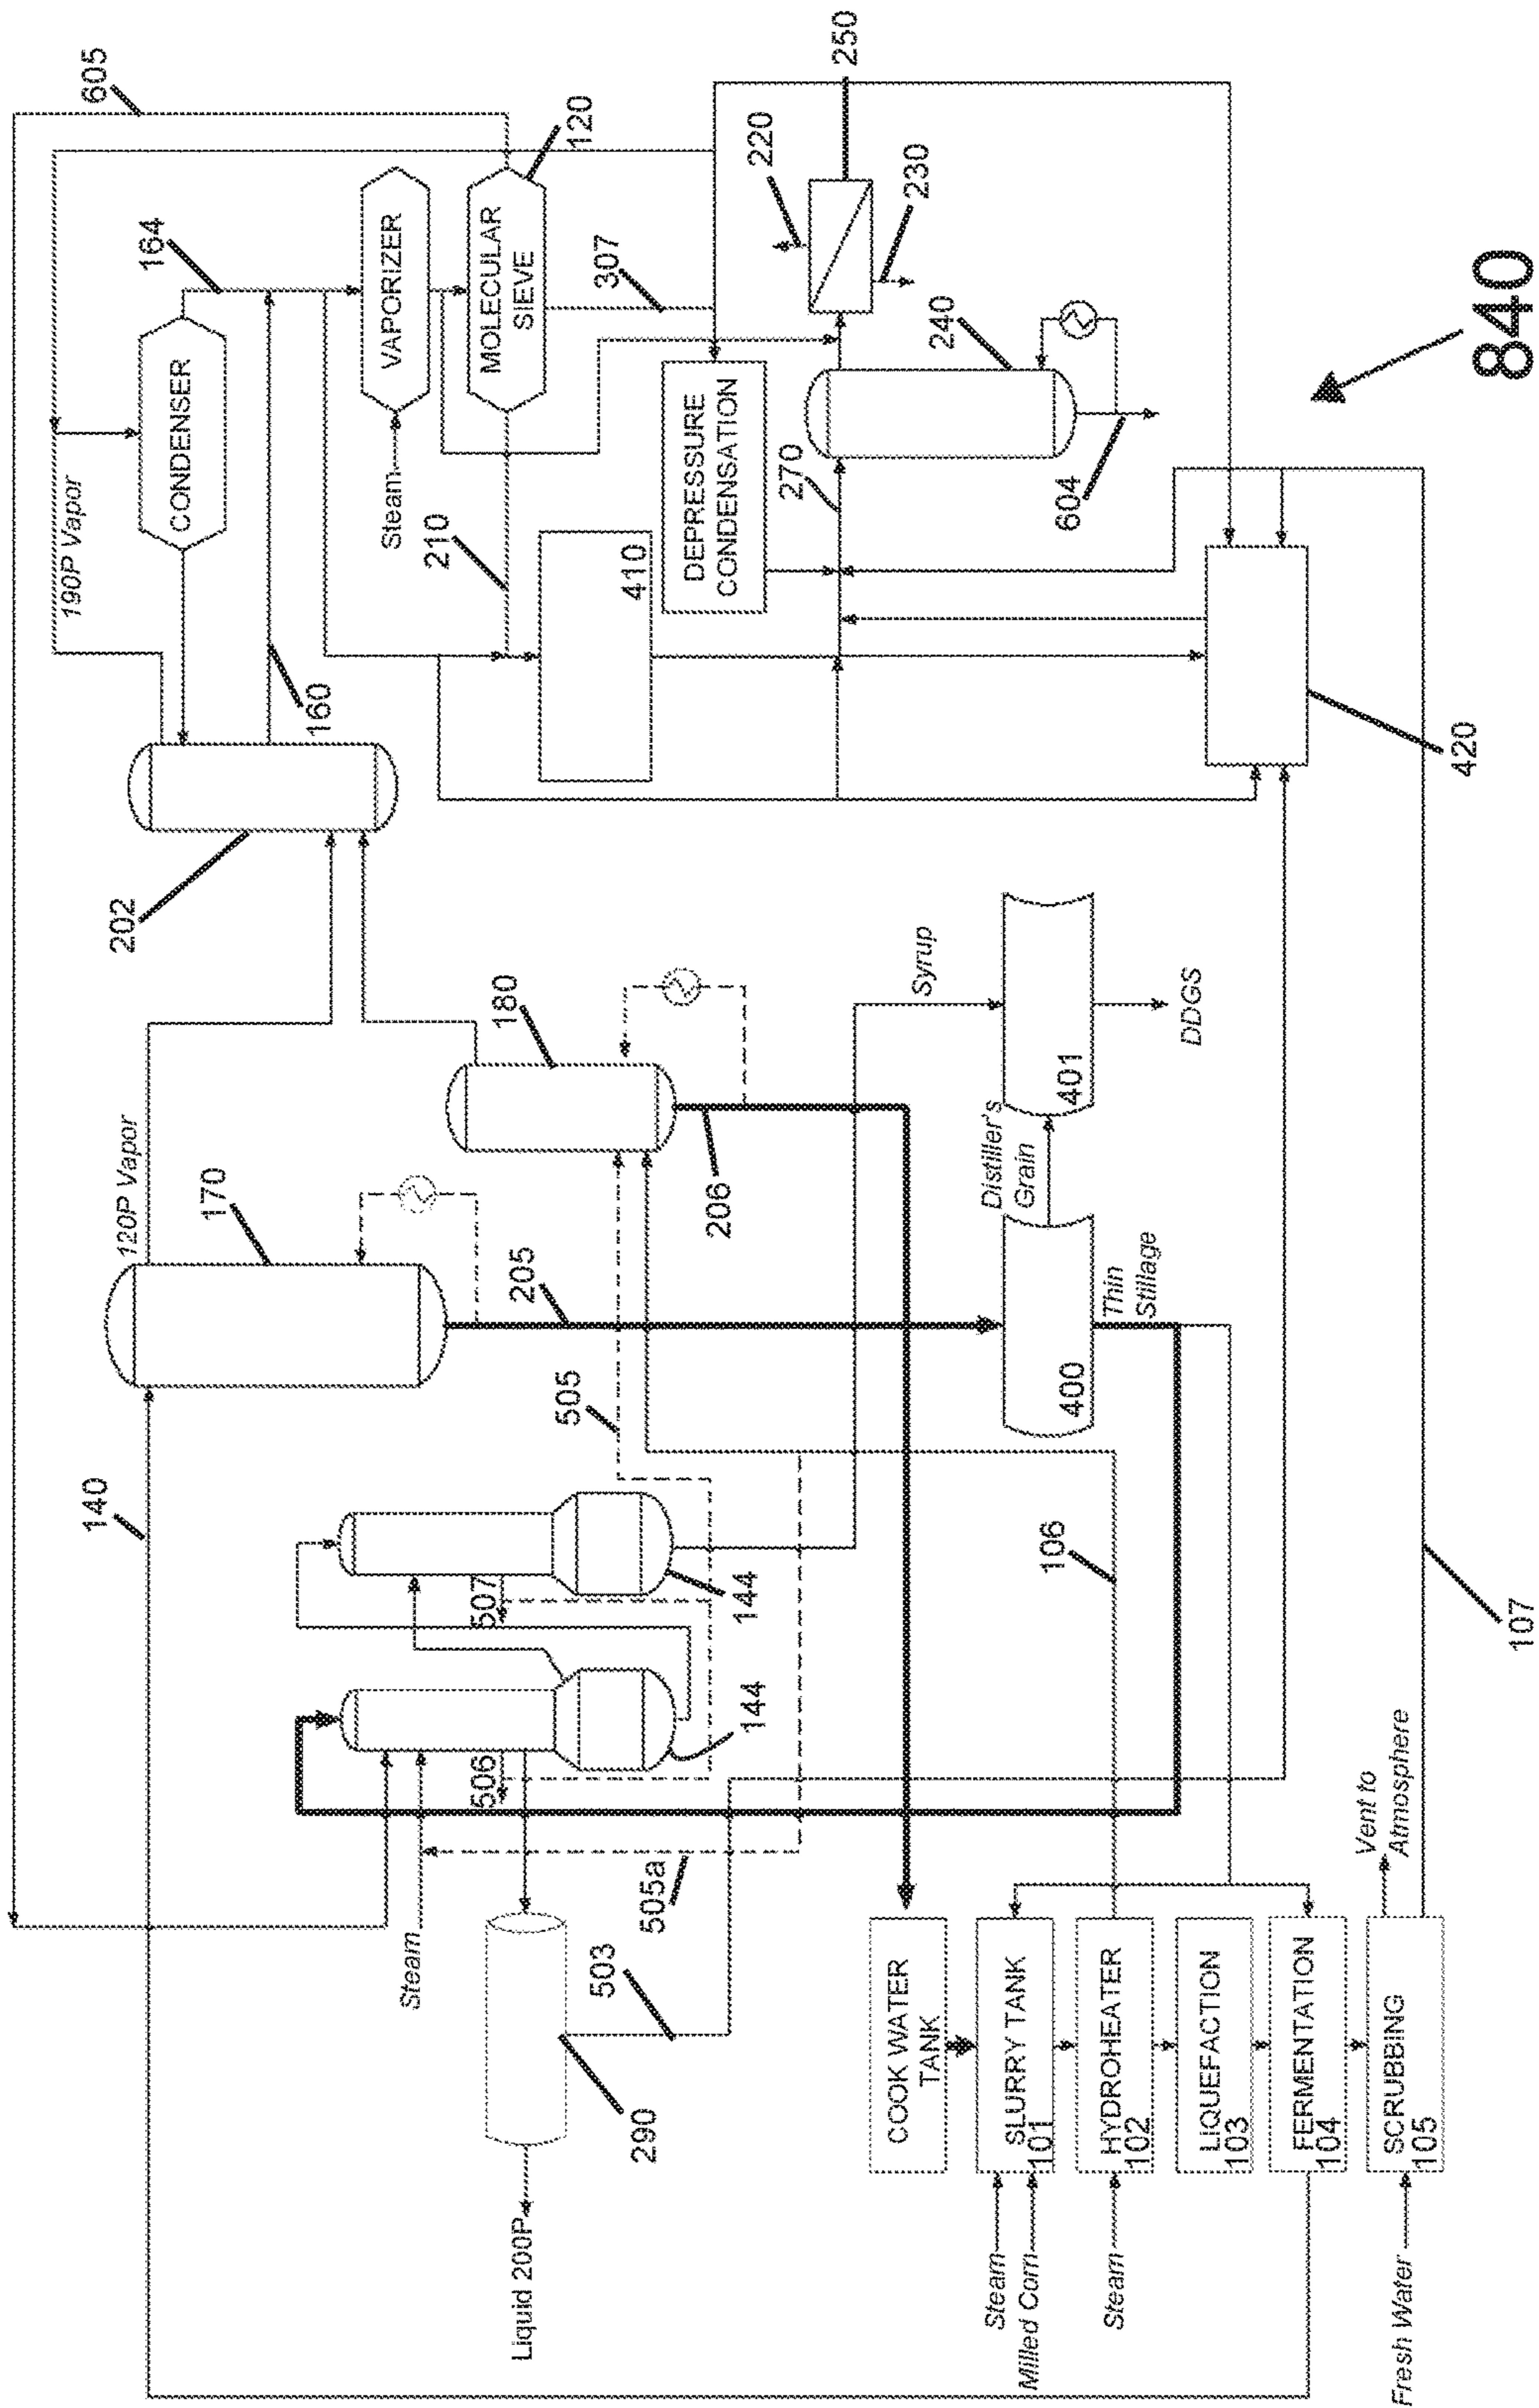 605
190P Vapor
164
CONDENSER
120
VAPORIZER
Steam
MOLECULAR
SIEVE
250
220
230
307
210
410
DEPRESSURE
CONDENSATION
240
270
604
840
160
202
420
120P Vapor
170
180
205
206
Syrup
401
DDGS
Distiller's
Grain
400
Thin
Stillage
140
505
507
144
506
144
106
107
Steam
505a
503
290
Liquid 200P
COOK WATER
TANK
SLURRY TANK
101
HYDROHEATER
102
LIQUEFACTION
103
FERMENTATION
104
SCRUBBING
105
Vent to
Atmosphere
Steam
Milled Corn
Steam
Fresh Water